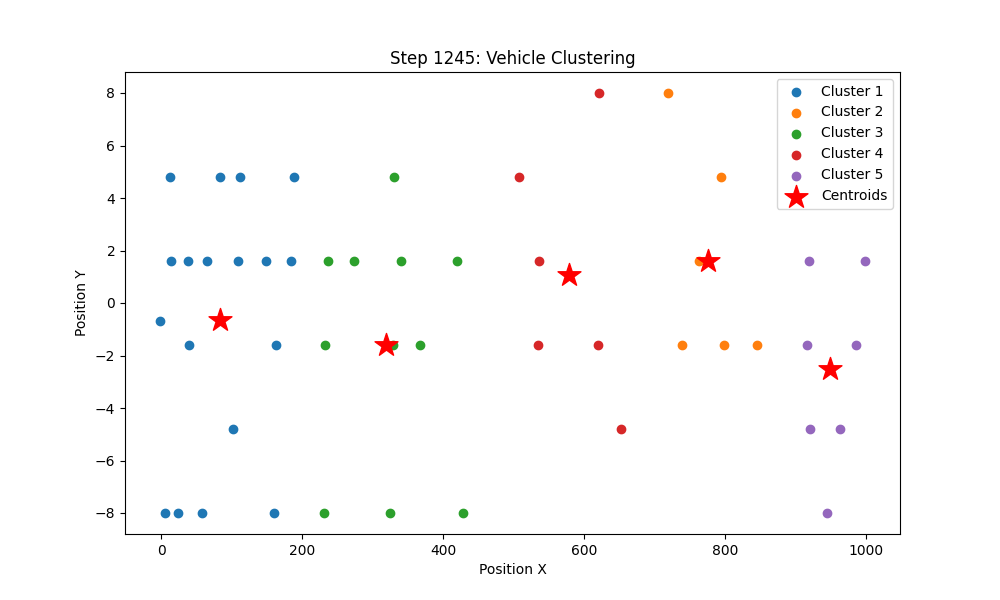 Step 1245: Vehicle Clustering
Cluster 1
Cluster 2
Cluster 3
Cluster 4
Cluster 5
Centroids
Position Y
8
6
4
2
0
−2
−4
−6
−8
0 200 400 600 800 1000
Position X